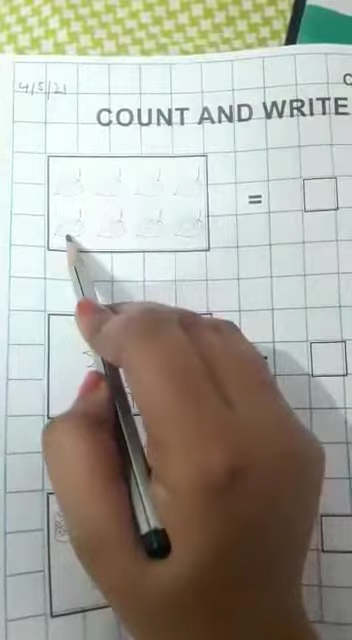 4/5/21
C
COUNT AND WRITE
=